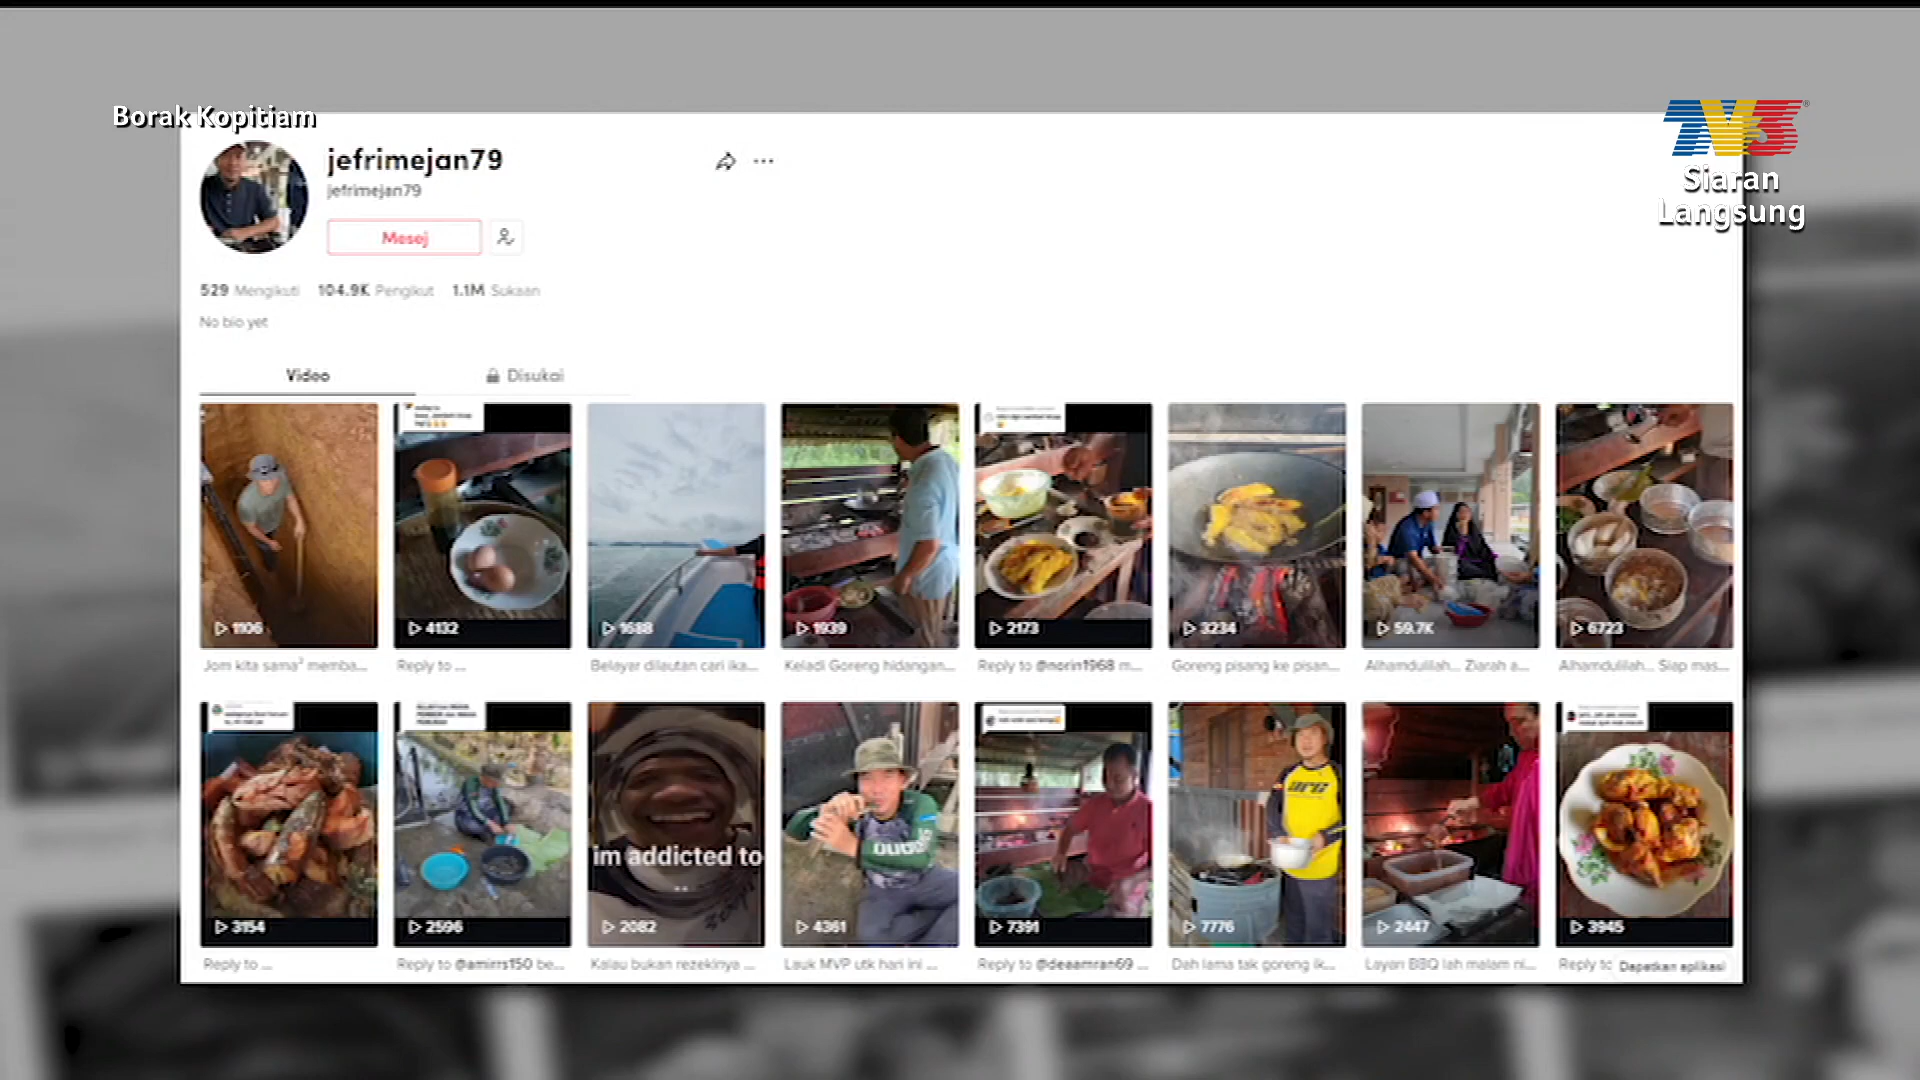 Borak Kopitiam
TV3
Siaran
Langsung
jefrimejan79
jefrimejan79
Mesej
529 Mengikuti 104.9K Pengikut 1.1M Sukaan
No bio yet
Video
Disukai
1106
4132
1688
1939
2173
3234
59.7K
6723
Jom kita sama² memba...
Reply to ...
Belayar dilautan cari ika...
Keladi Goreng hidangan...
Reply to @norin1968 m...
Goreng pisang ke pisan...
Alhamdulilah... Ziarah a...
Alhamdulilah... Siap mas...
im addicted to
3154
2596
2082
4361
7391
7776
2447
3945
Reply to ...
Reply to @amirrs150 be...
Kalau bukan rezekinya ...
Lauk MVP utk hari ini ...
Reply to @deaamran69 ...
Dah lama tak goreng ik...
Layan BBQ lah malam ni...
Reply to
Dapatkan aplikasi